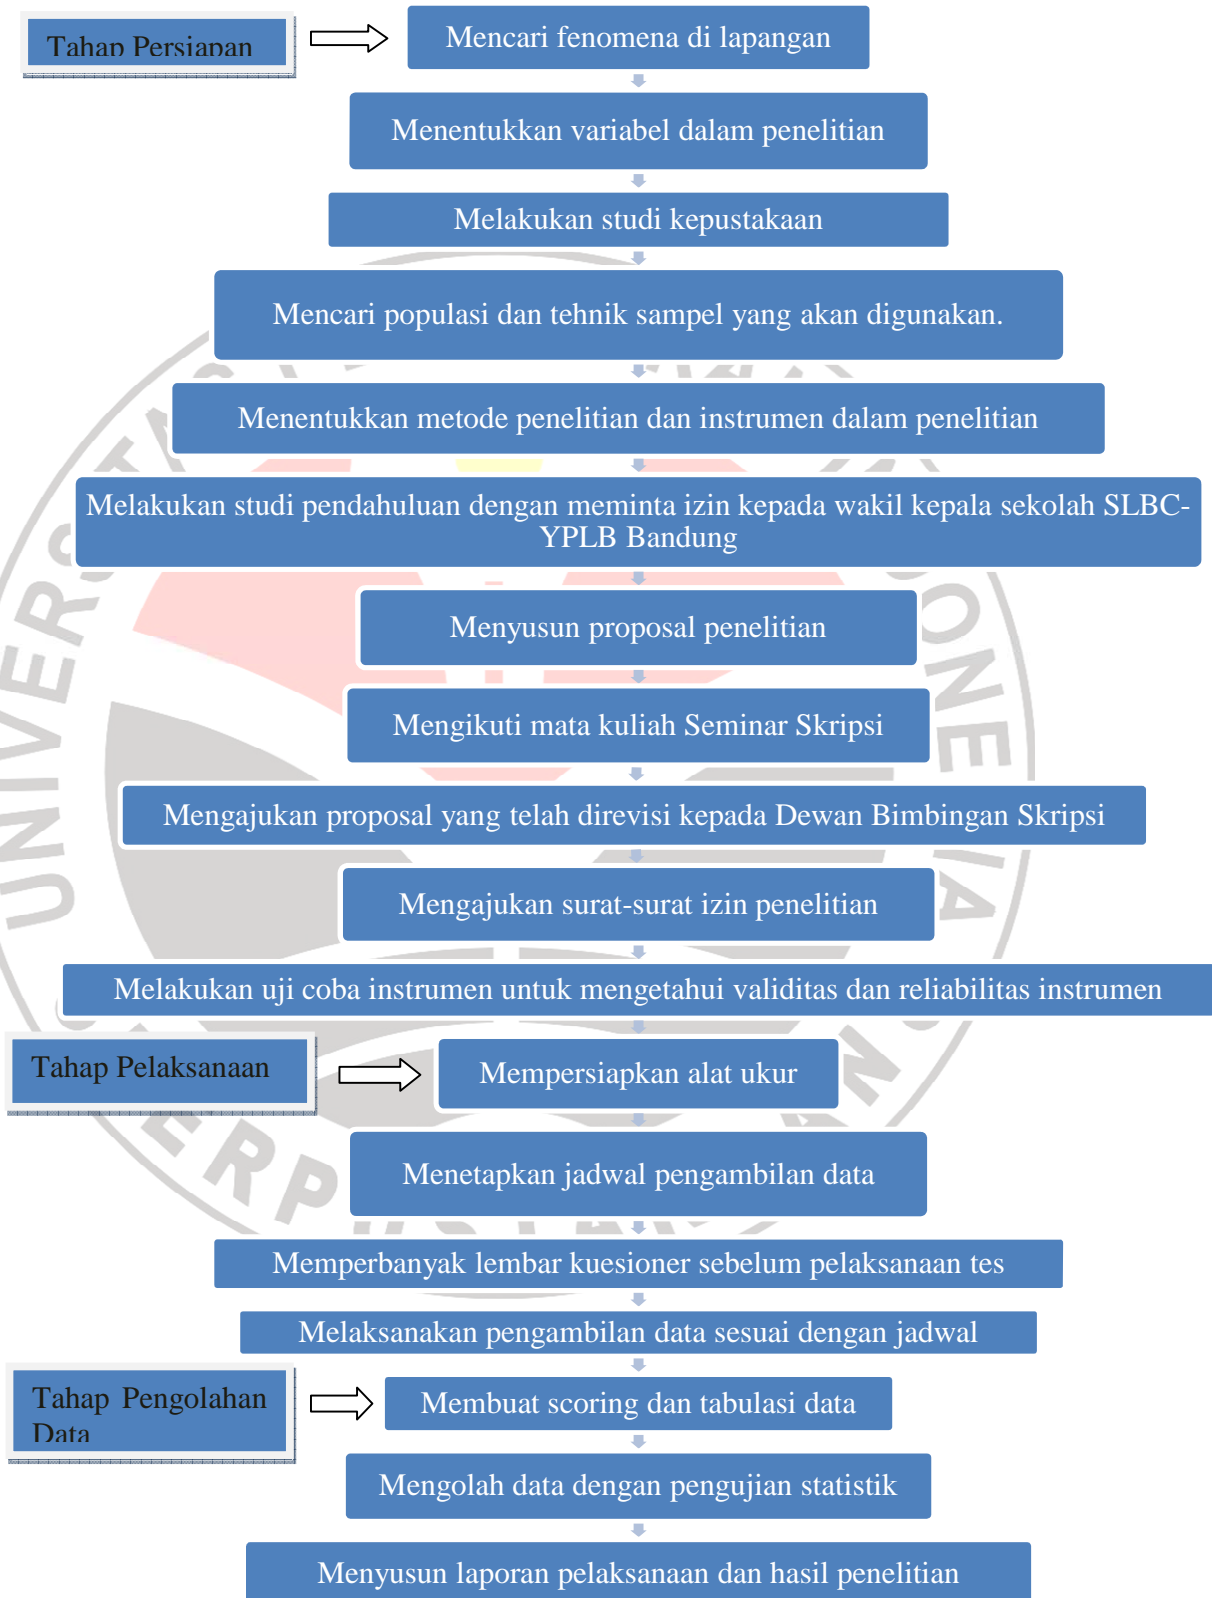 Tahap Persiapan
Mencari fenomena di lapangan
Menentukkan variabel dalam penelitian
Melakukan studi kepustakaan
Mencari populasi dan tehnik sampel yang akan digunakan.
Menentukkan metode penelitian dan instrumen dalam penelitian
Melakukan studi pendahuluan dengan meminta izin kepada wakil kepala sekolah SLBC-
YPLB Bandung
Menyusun proposal penelitian
Mengikuti mata kuliah Seminar Skripsi
Mengajukan proposal yang telah direvisi kepada Dewan Bimbingan Skripsi
Mengajukan surat-surat izin penelitian
Melakukan uji coba instrumen untuk mengetahui validitas dan reliabilitas instrumen
Tahap Pelaksanaan
Mempersiapkan alat ukur
Menetapkan jadwal pengambilan data
Memperbanyak lembar kuesioner sebelum pelaksanaan tes
Melaksanakan pengambilan data sesuai dengan jadwal
Tahap Pengolahan
Data
Membuat scoring dan tabulasi data
Mengolah data dengan pengujian statistik
Menyusun laporan pelaksanaan dan hasil penelitian